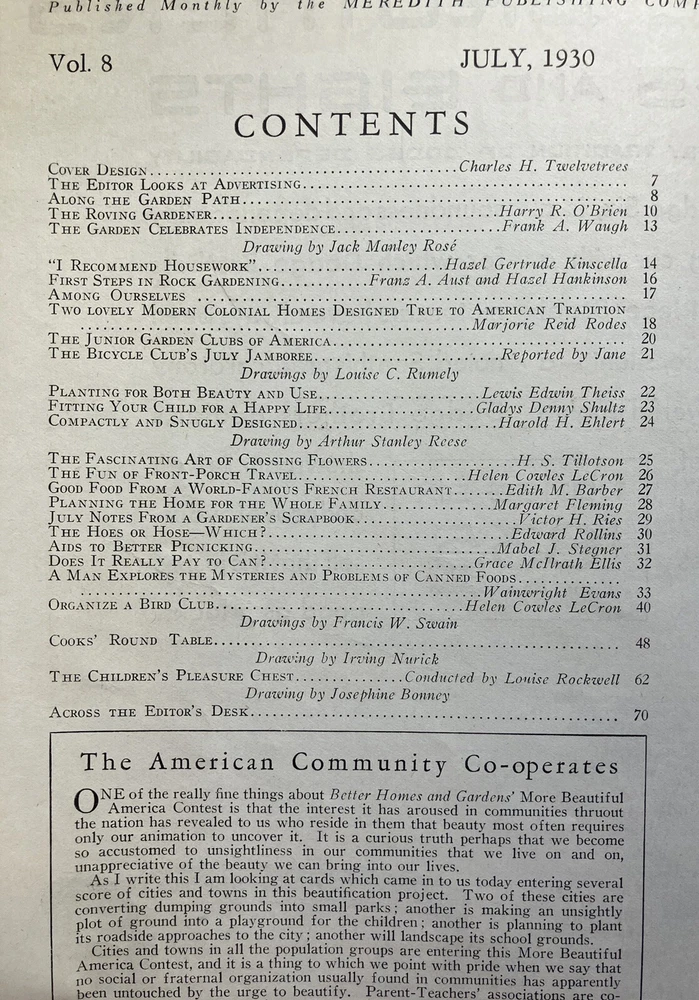 Published Monthly by the MEREDITH PUBLISHING COMP
Vol. 8 JULY, 1930
CONTENTS
COVER DESIGN........Charles H. Twelvetrees
THE EDITOR LOOKS AT ADVERTISING........7
ALONG THE GARDEN PATH........8
THE ROVING GARDENER........Harry R. O'Brien 10
THE GARDEN CELEBRATES INDEPENDENCE........Frank A. Waugh 13
Drawing by Jack Manley Rosé
"I RECOMMEND HOUSEWORK"........Hazel Gertrude Kinscella 14
FIRST STEPS IN ROCK GARDENING........Franz A. Aust and Hazel Hankinson 16
AMONG OURSELVES ........17
TWO LOVELY MODERN COLONIAL HOMES DESIGNED TRUE TO AMERICAN TRADITION
........Marjorie Reid Rodes 18
THE JUNIOR GARDEN CLUBS OF AMERICA........20
THE BICYCLE CLUB'S JULY JAMBOREE........Reported by Jane 21
Drawings by Louise C. Rumely
PLANTING FOR BOTH BEAUTY AND USE........Lewis Edwin Theiss 22
FITTING YOUR CHILD FOR A HAPPY LIFE........Gladys Denny Shultz 23
COMPACTLY AND SNUGLY DESIGNED........Harold H. Ehlert 24
Drawing by Arthur Stanley Reese
THE FASCINATING ART OF CROSSING FLOWERS........H. S. Tillotson 25
THE FUN OF FRONT-PORCH TRAVEL........Helen Cowles LeCron 26
GOOD FOOD FROM A WORLD-FAMOUS FRENCH RESTAURANT........Edith M. Barber 27
PLANNING THE HOME FOR THE WHOLE FAMILY........Margaret Fleming 28
JULY NOTES FROM A GARDENER'S SCRAPBOOK........Victor H. Ries 29
THE HOES OR HOSE—WHICH?........Edward Rollins 30
AIDS TO BETTER PICNICKING........Mabel J. Stegner 31
DOES IT REALLY PAY TO CAN?........Grace McIlrath Ellis 32
A MAN EXPLORES THE MYSTERIES AND PROBLEMS OF CANNED FOODS........
........Wainwright Evans 33
ORGANIZE A BIRD CLUB........Helen Cowles LeCron 40
Drawings by Francis W. Swain
COOKS' ROUND TABLE........48
Drawing by Irving Nurick
THE CHILDREN'S PLEASURE CHEST........Conducted by Louise Rockwell 62
Drawing by Josephine Bonney
ACROSS THE EDITOR'S DESK........70
The American Community Co-operates
ONE of the really fine things about Better Homes and Gardens' More Beautiful
America Contest is that the interest it has aroused in communities thruout
the nation has revealed to us who reside in them that beauty most often requires
only our animation to uncover it. It is a curious truth perhaps that we become
so accustomed to unsightliness in our communities that we live on and on,
unappreciative of the beauty we can bring into our lives.
As I write this I am looking at cards which came in to us today entering several
score of cities and towns in this beautification project. Two of these cities are
converting dumping grounds into small parks; another is making an unsightly
plot of ground into a playground for the children; another is planning to plant
its roadside approaches to the city; another will landscape its school grounds.
Cities and towns in all the population groups are entering this More Beautiful
America Contest, and it is a thing to which we point with pride when we say that
no social or fraternal organization usually found in communities has apparently
been untouched by the urge to beautify. Parent-Teachers' associations are co-